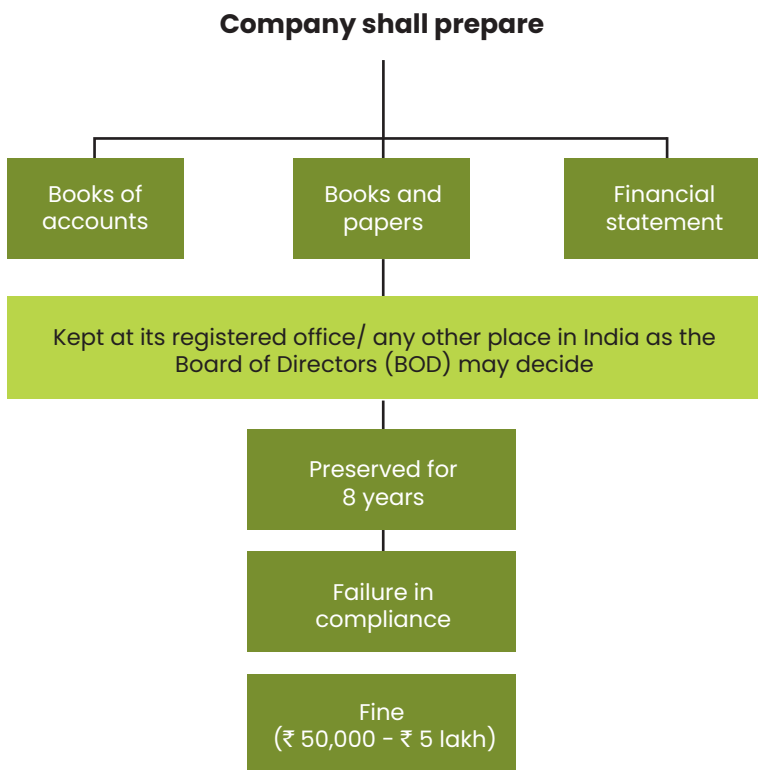 Company shall prepare
Books of
accounts
Books and
papers
Financial
statement
Kept at its registered office/ any other place in India as the
Board of Directors (BOD) may decide
Preserved for
8 years
Failure in
compliance
Fine
(₹ 50,000 - ₹ 5 lakh)